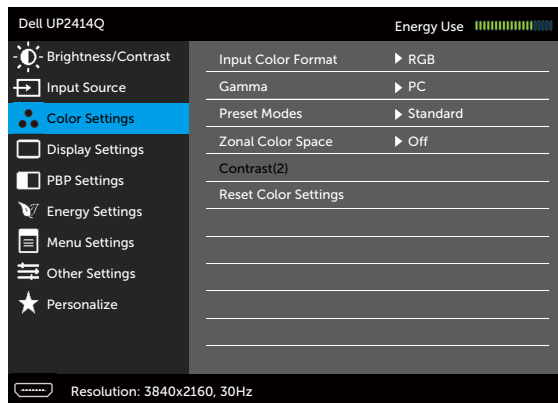 Dell UP2414Q
Energy Use
Brightness/Contrast
Input Source
Color Settings
Display Settings
PBP Settings
Energy Settings
Menu Settings
Other Settings
Personalize
Input Color Format RGB
Gamma PC
Preset Modes Standard
Zonal Color Space Off
Contrast(2)
Reset Color Settings
Resolution: 3840x2160, 30Hz